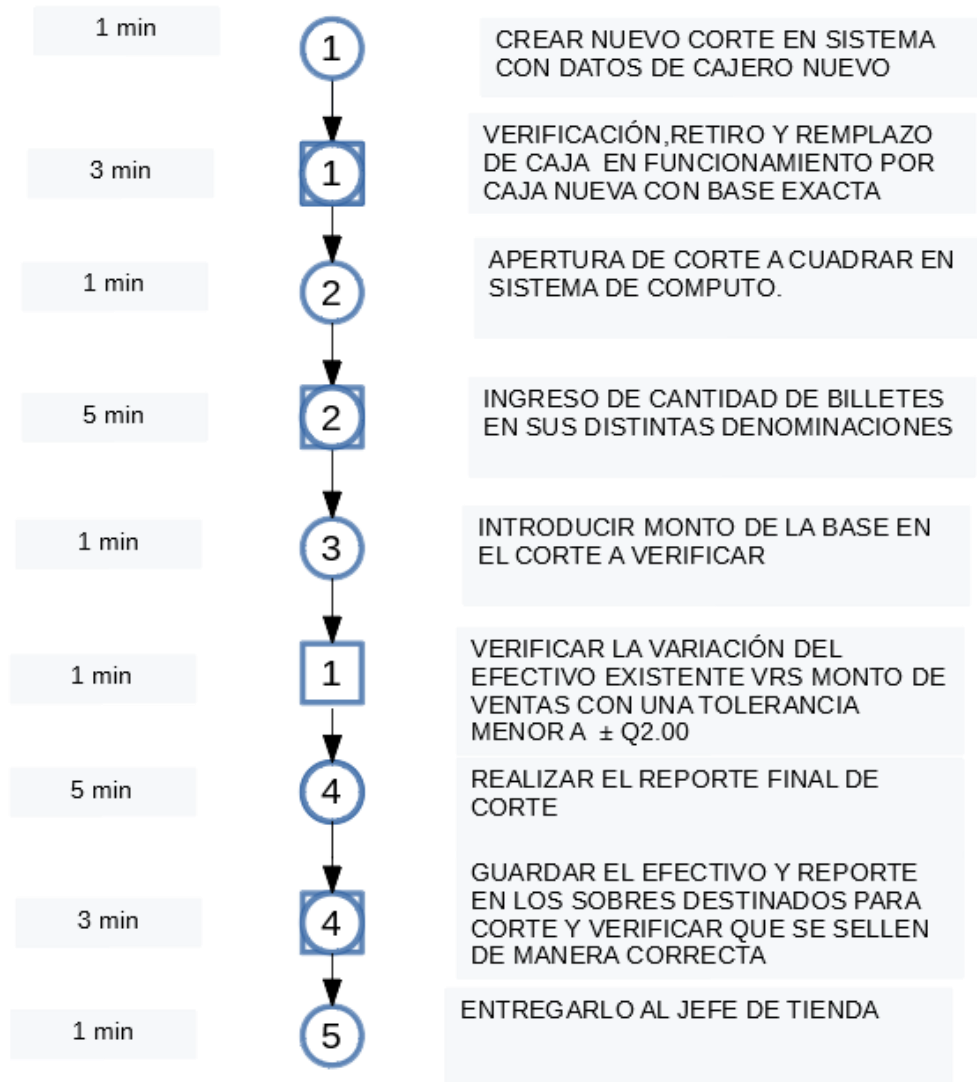 1 min
1
CREAR NUEVO CORTE EN SISTEMA
CON DATOS DE CAJERO NUEVO
3 min
1
VERIFICACIÓN,RETIRO Y REMPLAZO
DE CAJA EN FUNCIONAMIENTO POR
CAJA NUEVA CON BASE EXACTA
1 min
2
APERTURA DE CORTE A CUADRAR EN
SISTEMA DE COMPUTO.
5 min
2
INGRESO DE CANTIDAD DE BILLETES
EN SUS DISTINTAS DENOMINACIONES
1 min
3
INTRODUCIR MONTO DE LA BASE EN
EL CORTE A VERIFICAR
1 min
1
VERIFICAR LA VARIACIÓN DEL
EFECTIVO EXISTENTE VRS MONTO DE
VENTAS CON UNA TOLERANCIA
MENOR A ± Q2.00
5 min
4
REALIZAR EL REPORTE FINAL DE
CORTE
3 min
4
GUARDAR EL EFECTIVO Y REPORTE
EN LOS SOBRES DESTINADOS PARA
CORTE Y VERIFICAR QUE SE SELLEN
DE MANERA CORRECTA
1 min
5
ENTREGARLO AL JEFE DE TIENDA